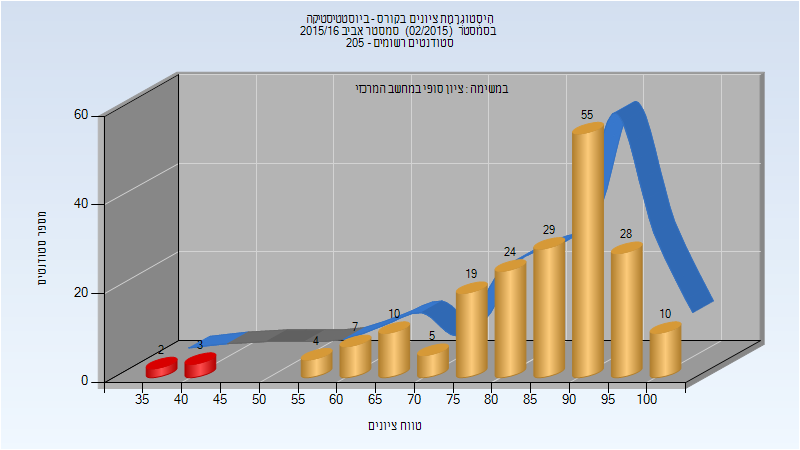 היסטוגרמת ציונים בקורס - ביוסטטיסטיקה
בסמסטר (02/2015) סמסטר אביב 2015/16
סטודנטים רשומים - 205
במשימה : ציון סופי במחשב המרכזי
מספר סטודנטים
60
40
20
0
2
3
4
7
10
5
19
24
29
55
28
10
35 40 45 50 55 60 65 70 75 80 85 90 95 100
טווח ציונים